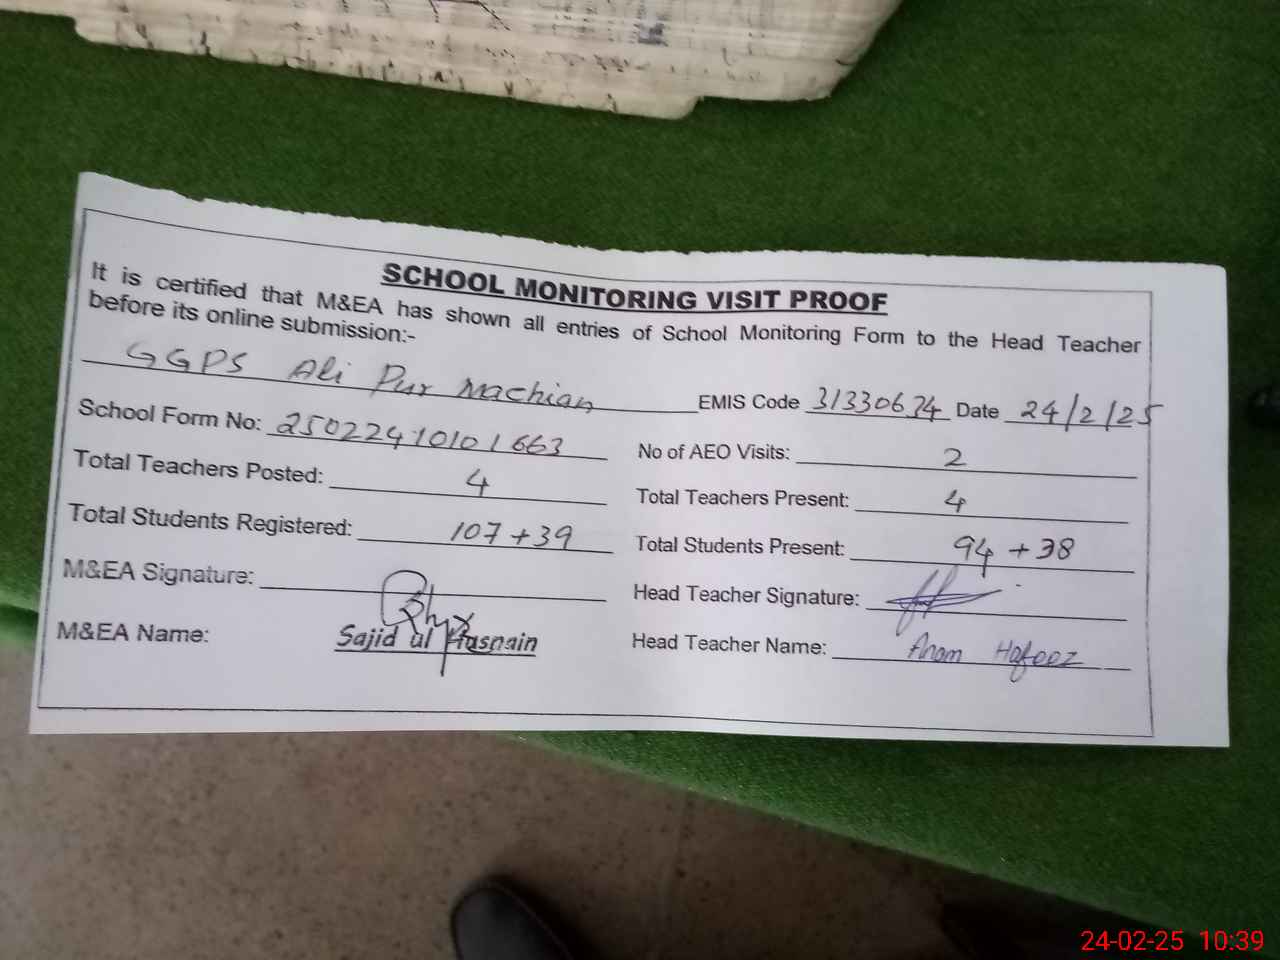 SCHOOL MONITORING VISIT PROOF
It is certified that M&EA has shown all entries of School Monitoring Form to the Head Teacher
before its online submission:-
GGPS Ali Pur Machian EMIS Code 31330674 Date 24/2/25
School Form No: 25022410101663 No of AEO Visits: 2
Total Teachers Posted: 4 Total Teachers Present: 4
Total Students Registered: 107+39 Total Students Present: 94+38
M&EA Signature: Head Teacher Signature:
M&EA Name: Sajid ul Hasnain Head Teacher Name: Anam Hafeez
24-02-25 10:39